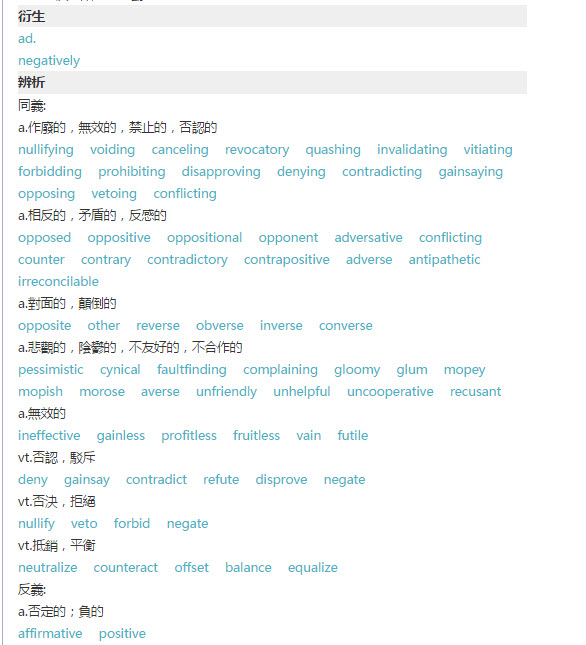 衍生
ad.
negatively
辨析
同義:
a.作廢的，無效的，禁止的，否認的
nullifying voiding canceling revocatory quashing invalidating vitiating
forbidding prohibiting disapproving denying contradicting gainsaying
opposing vetoing conflicting
a.相反的，矛盾的，反感的
opposed oppositive oppositional opponent adversative conflicting
counter contrary contradictory contrapositive adverse antipathetic
irreconcilable
a.對面的，顛倒的
opposite other reverse obverse inverse converse
a.悲觀的，陰鬱的，不友好的，不合作的
pessimistic cynical faultfinding complaining gloomy glum mopey
mopish morose averse unfriendly unhelpful uncooperative recusant
a.無效的
ineffective gainless profitless fruitless vain futile
vt.否認，駁斥
deny gainsay contradict refute disprove negate
vt.否決，拒絕
nullify veto forbid negate
vt.抵銷，平衡
neutralize counteract offset balance equalize
反義:
a.否定的；負的
affirmative positive